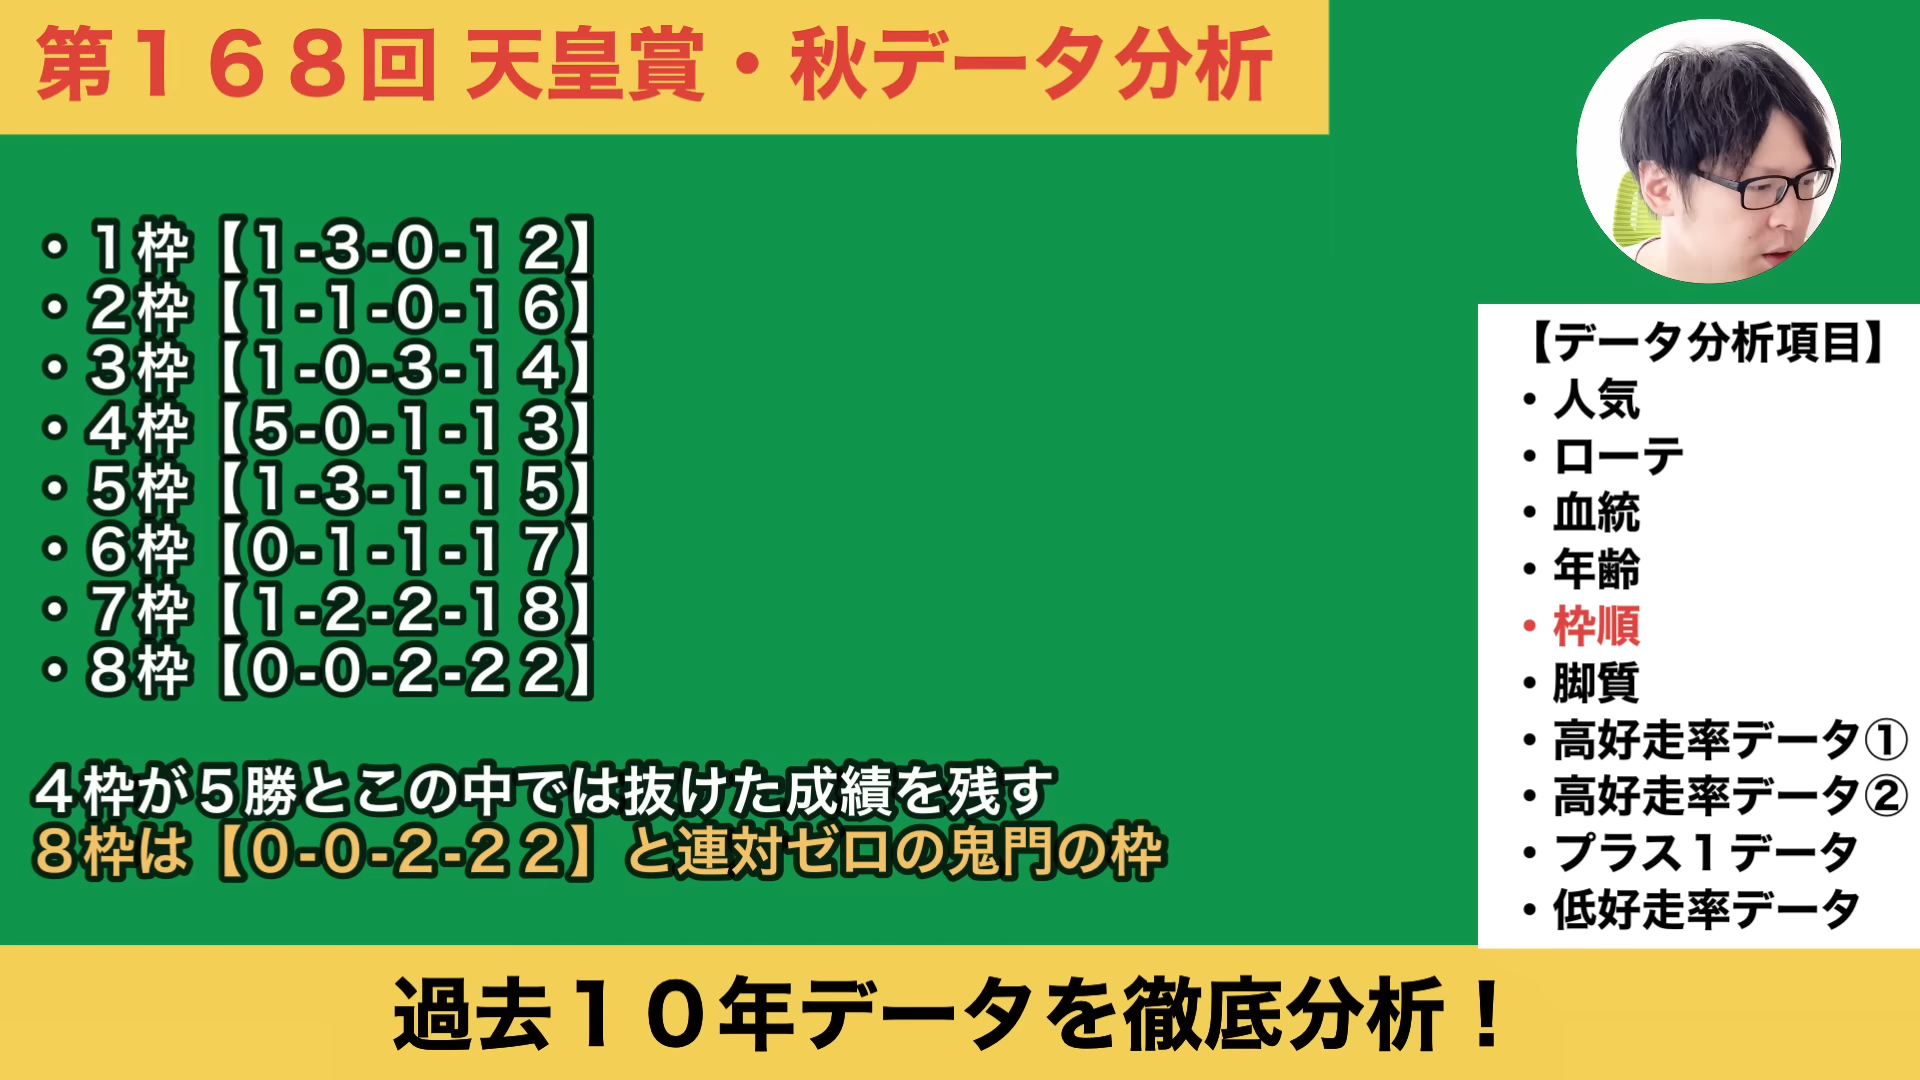 第１６８回 天皇賞・秋データ分析
・１枠【１-３-０-１２】
・２枠【１-１-０-１６】
・３枠【１-０-３-１４】
・４枠【５-０-１-１３】
・５枠【１-３-１-１５】
・６枠【０-１-１-１７】
・７枠【１-２-２-１８】
・８枠【０-０-２-２２】
４枠が５勝とこの中では抜けた成績を残す
８枠は【０-０-２-２２】と連対ゼロの鬼門の枠
【データ分析項目】
・人気
・ローテ
・血統
・年齢
・枠順
・脚質
・高好走率データ①
・高好走率データ②
・プラス１データ
・低好走率データ
過去１０年データを徹底分析！